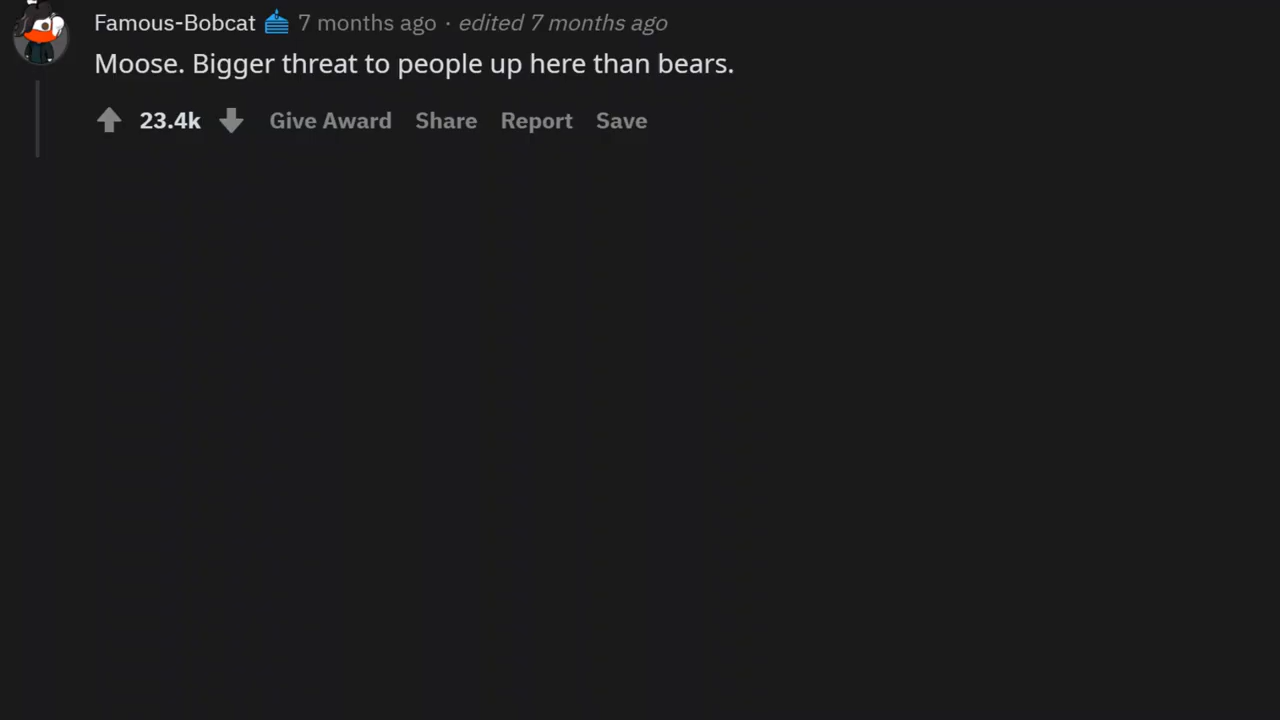 Famous-Bobcat 7 months ago · edited 7 months ago
Moose. Bigger threat to people up here than bears.
23.4k Give Award Share Report Save